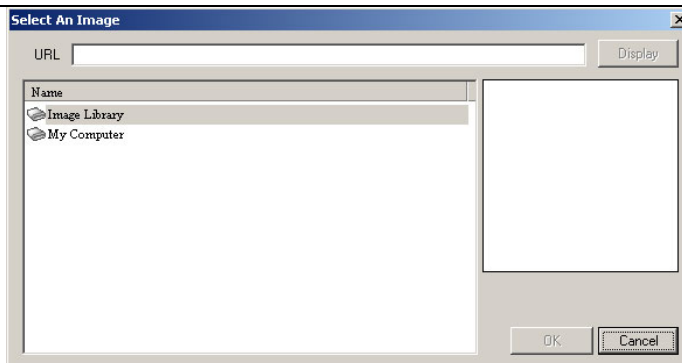 Select An Image
URL
Display
Name
Image Library
My Computer
OK
Cancel